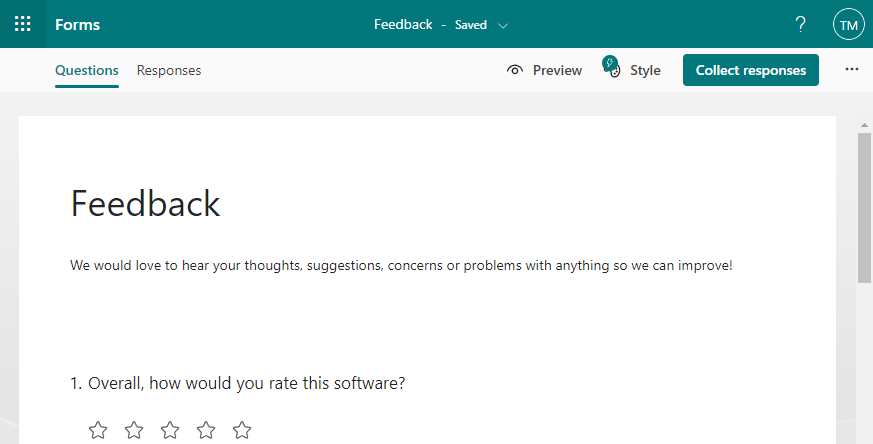 Forms
Feedback - Saved
?
TM
Questions Responses
Preview Style Collect responses ...
Feedback
We would love to hear your thoughts, suggestions, concerns or problems with anything so we can improve!
1. Overall, how would you rate this software?